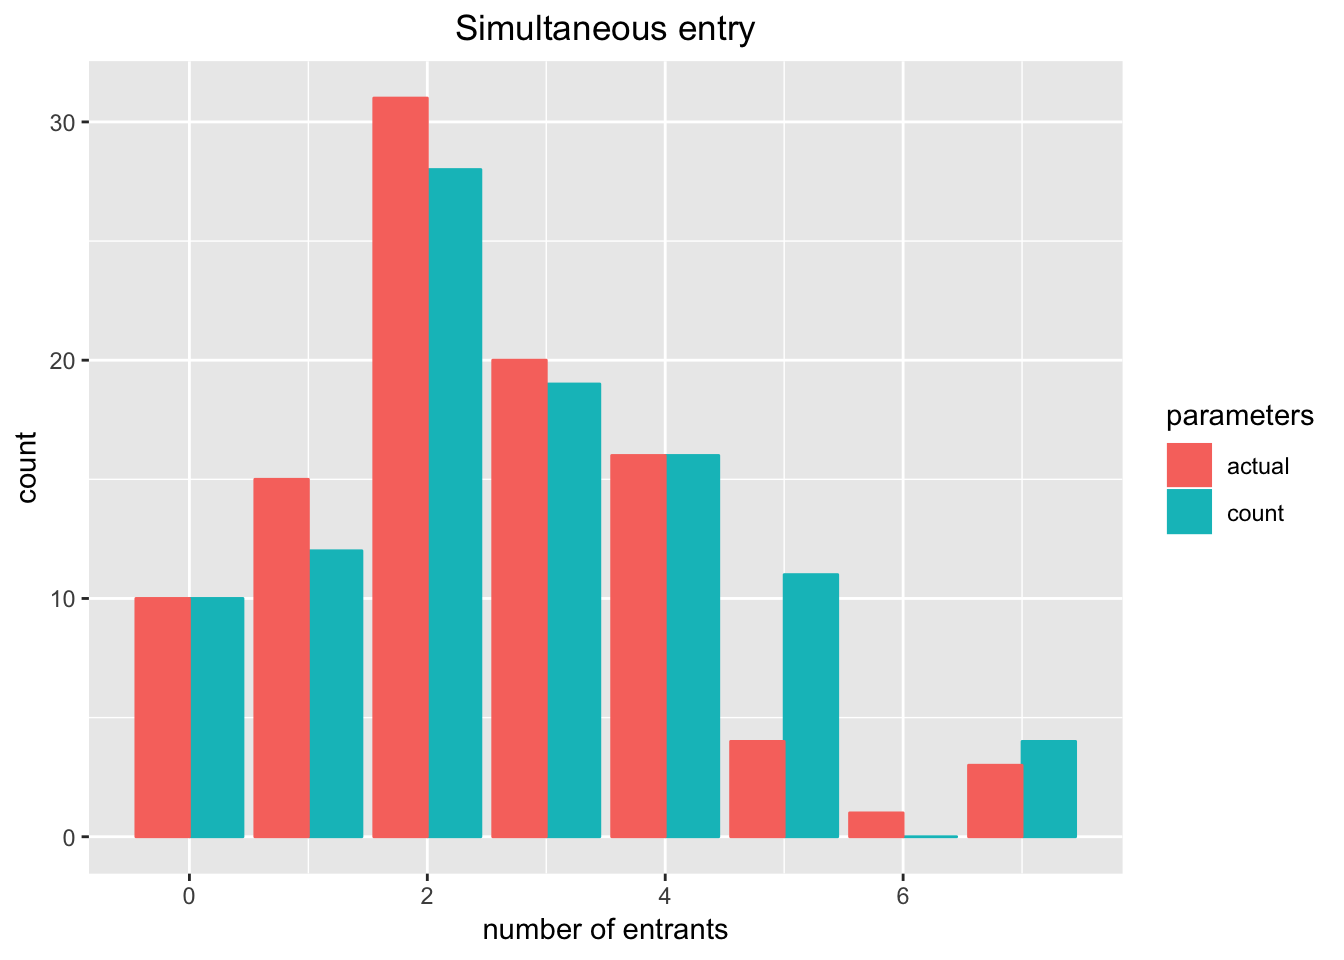 Simultaneous entry
30
20
10
0
count
0 2 4 6
number of entrants
parameters
actual
count